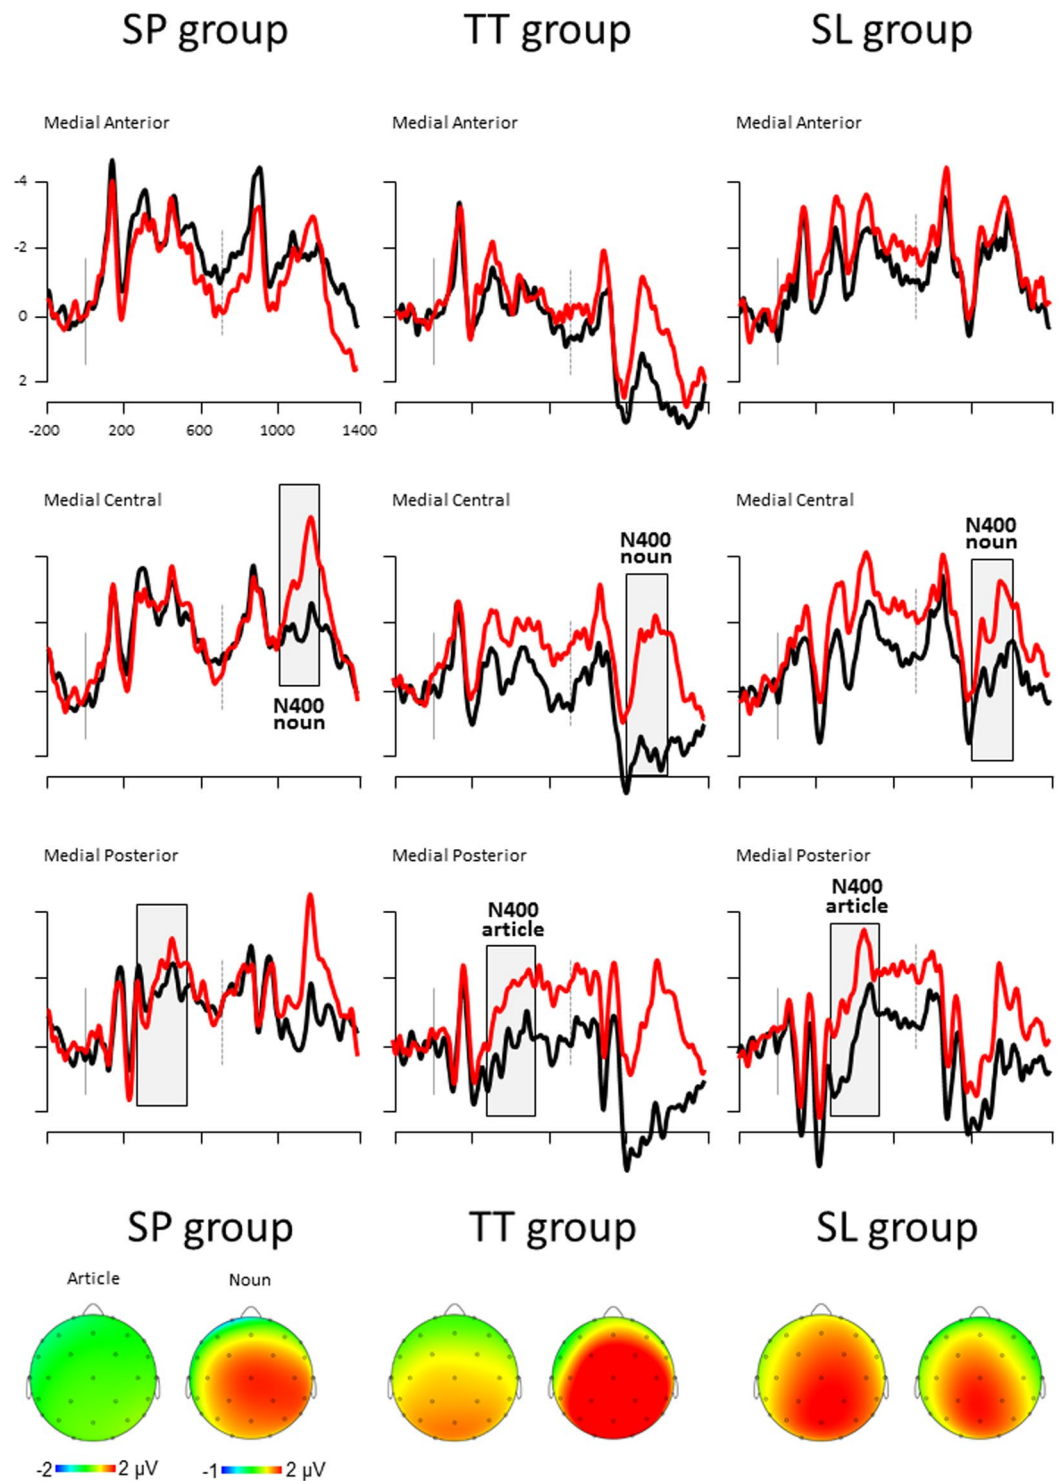 SP group TT group SL group
Medial Anterior Medial Anterior Medial Anterior
-4
-2
0
2
-200 200 600 1000 1400
Medial Central Medial Central Medial Central
N400
noun
N400
noun
N400
noun
Medial Posterior Medial Posterior Medial Posterior
N400
article
N400
article
SP group TT group SL group
Article Noun
-2 2 µV -1 2 µV